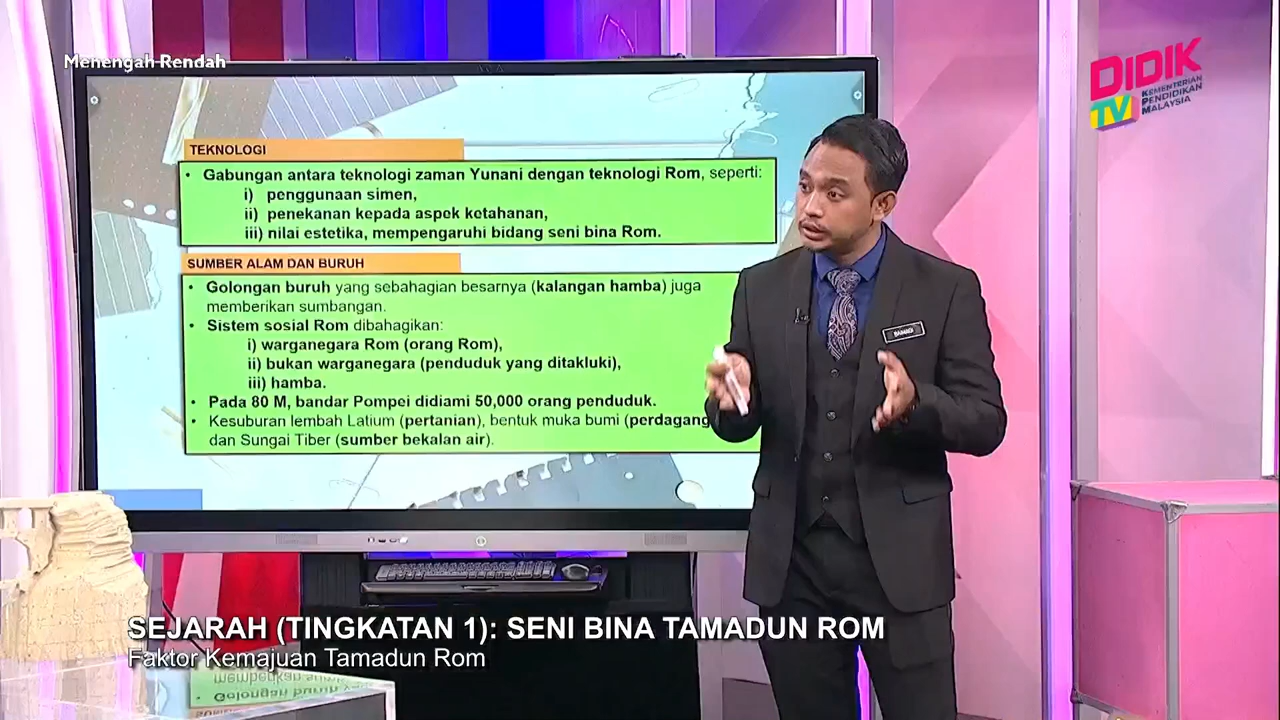 Menengah Rendah
DIDIK
TV
KEMENTERIAN
PENDIDIKAN
MALAYSIA
TEKNOLOGI
• Gabungan antara teknologi zaman Yunani dengan teknologi Rom, seperti:
i) penggunaan simen,
ii) penekanan kepada aspek ketahanan,
iii) nilai estetika, mempengaruhi bidang seni bina Rom.
SUMBER ALAM DAN BURUH
• Golongan buruh yang sebahagian besarnya (kalangan hamba) juga
memberikan sumbangan.
• Sistem sosial Rom dibahagikan:
i) warganegara Rom (orang Rom),
ii) bukan warganegara (penduduk yang ditakluki),
iii) hamba.
• Pada 80 M, bandar Pompei didiami 50,000 orang penduduk.
• Kesuburan lembah Latium (pertanian), bentuk muka bumi (perdagang
dan Sungai Tiber (sumber bekalan air).
SEJARAH (TINGKATAN 1): SENI BINA TAMADUN ROM
Faktor Kemajuan Tamadun Rom